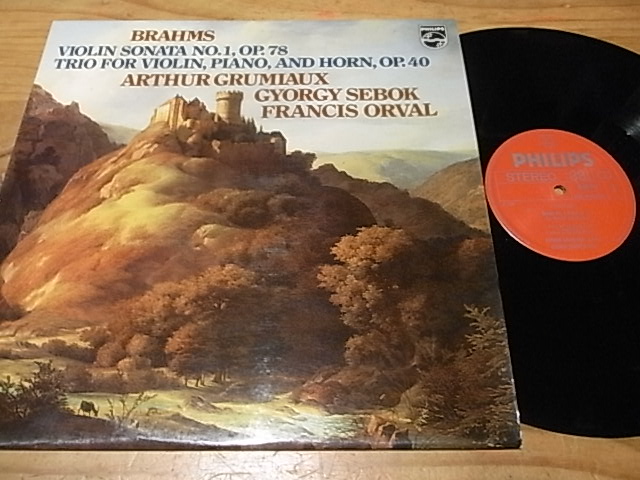 BRAHMS
VIOLIN SONATA NO. 1, OP. 78
TRIO FOR VIOLIN, PIANO, AND HORN, OP. 40
ARTHUR GRUMIAUX
GYORGY SEBOK
FRANCIS ORVAL
PHILIPS
PHILIPS
STEREO